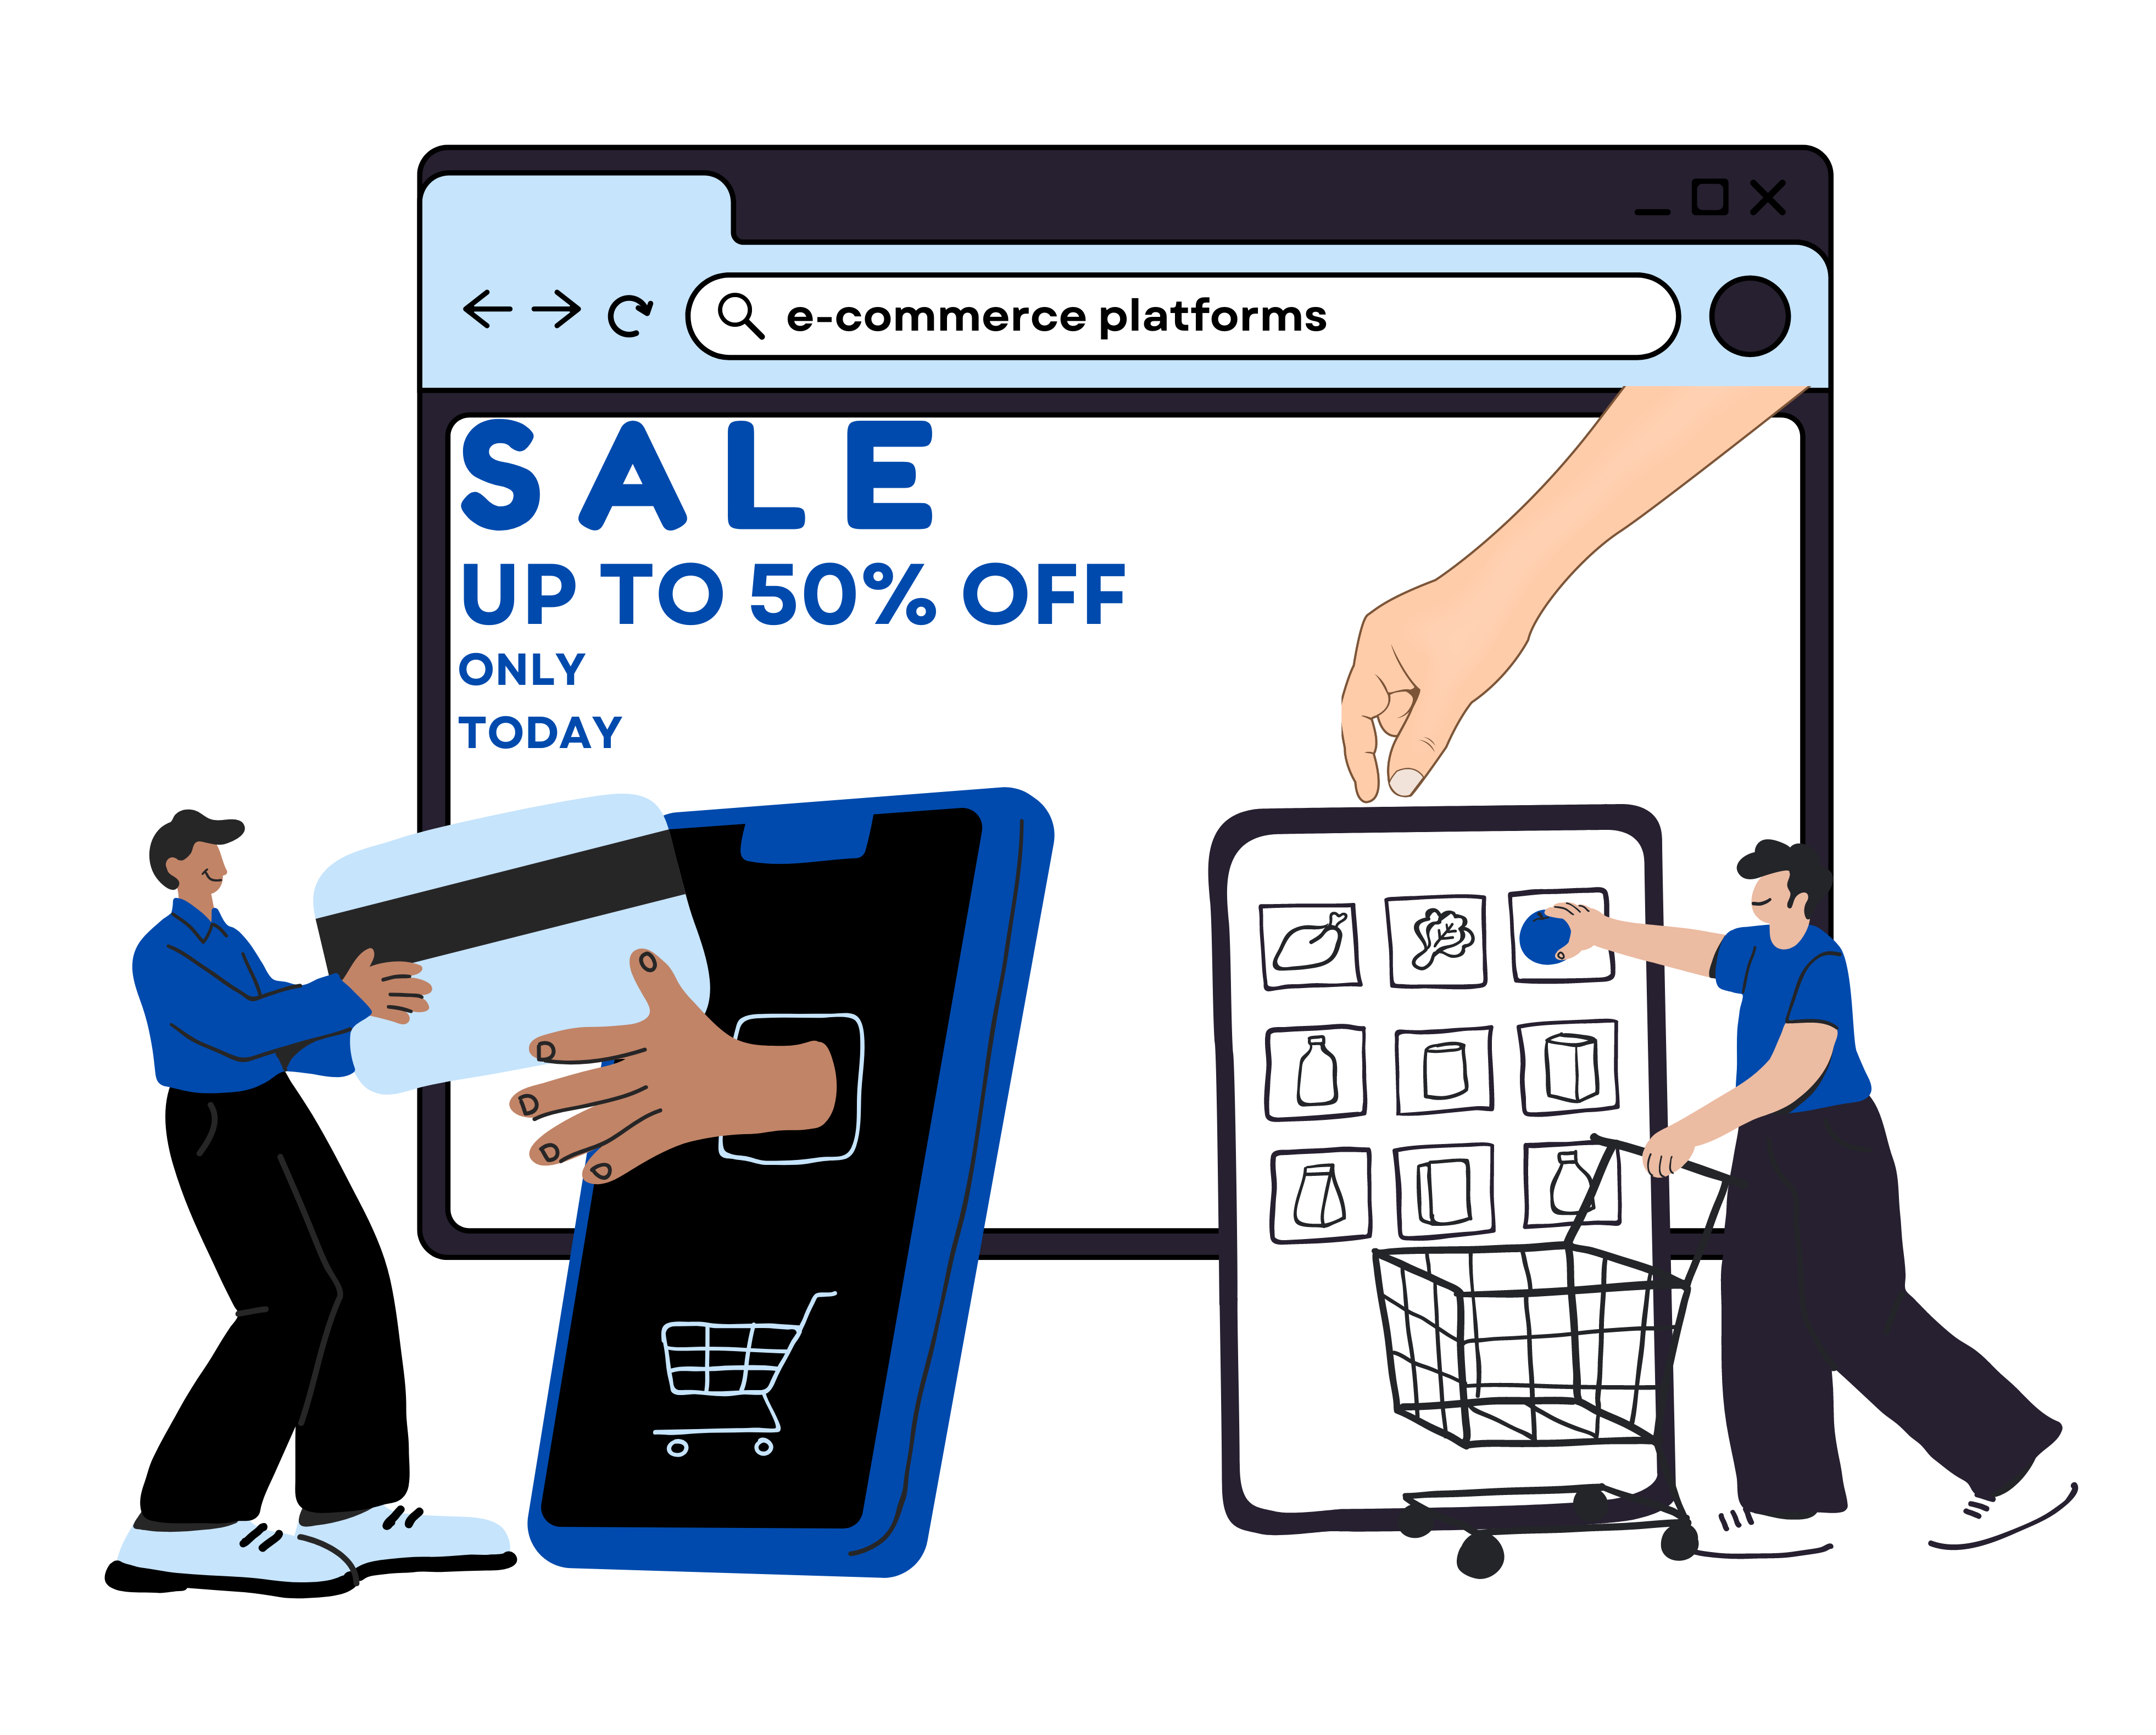 e-commerce platforms
SALE
UP TO 50% OFF
ONLY
TODAY